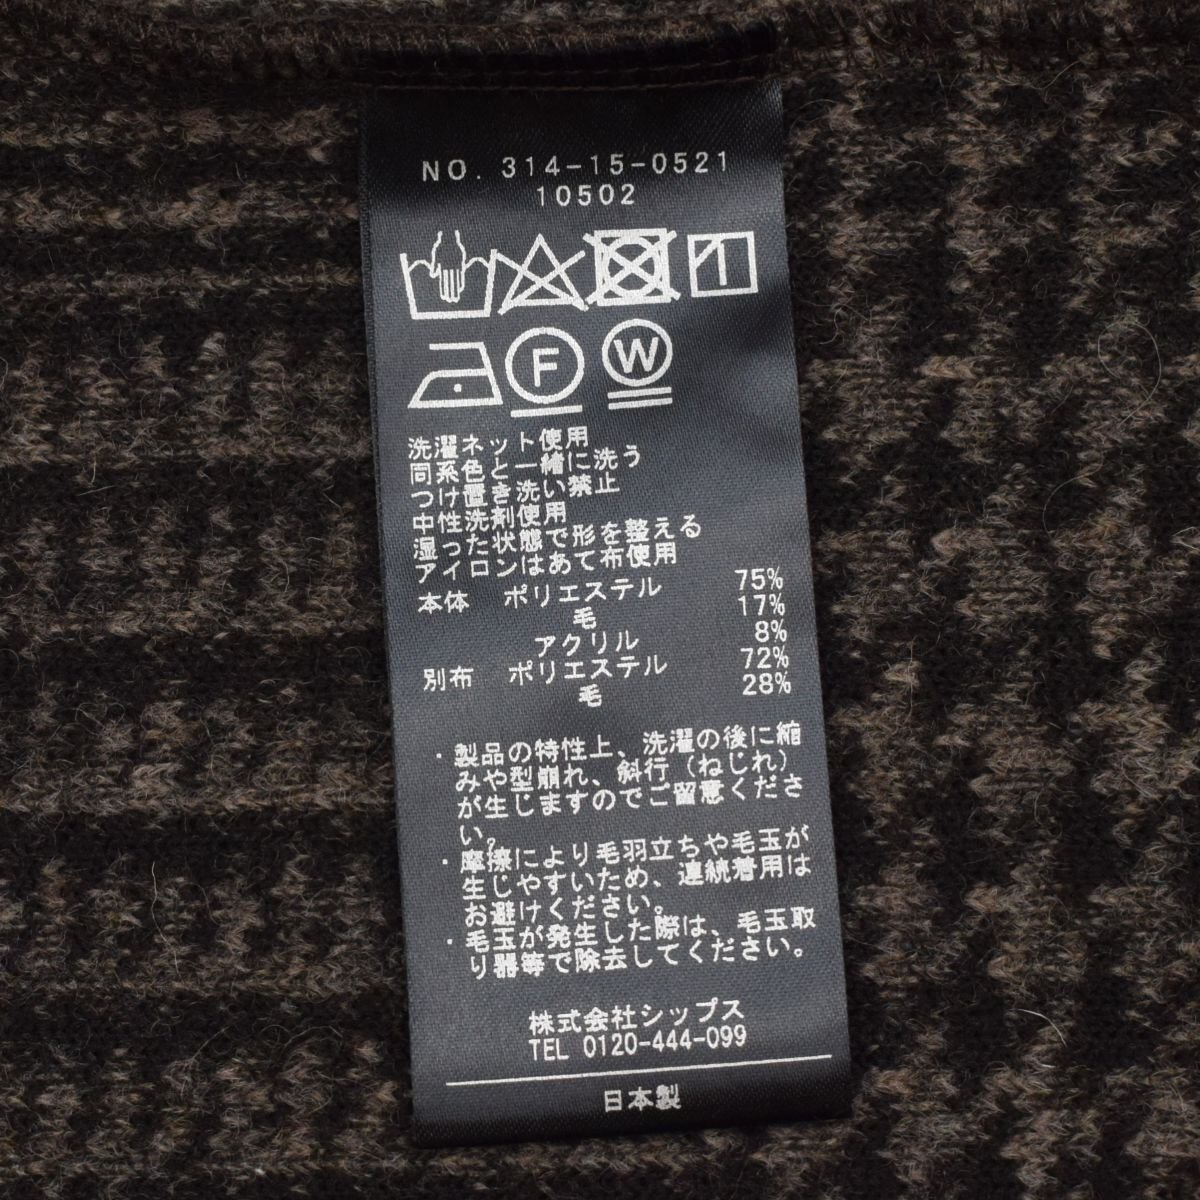 NO. 314-15-0521
10502
F W
洗濯ネット使用
同系色と一緒に洗う
つけ置き洗い禁止
中性洗剤使用
湿った状態で形を整える
アイロンはあて布使用
本体 ポリエステル 75%
毛 17%
アクリル 8%
別布 ポリエステル 72%
毛 28%
・製品の特性上、洗濯の後に縮
みや型崩れ、斜行(ねじれ)
が生じますのでご留意くださ
い。
・摩擦により毛羽立ちや毛玉が
生じやすいため、連続着用は
お避けください。
・毛玉が発生した際は、毛玉取
り器等で除去してください。
株式会社シップス
TEL 0120-444-099
日本製